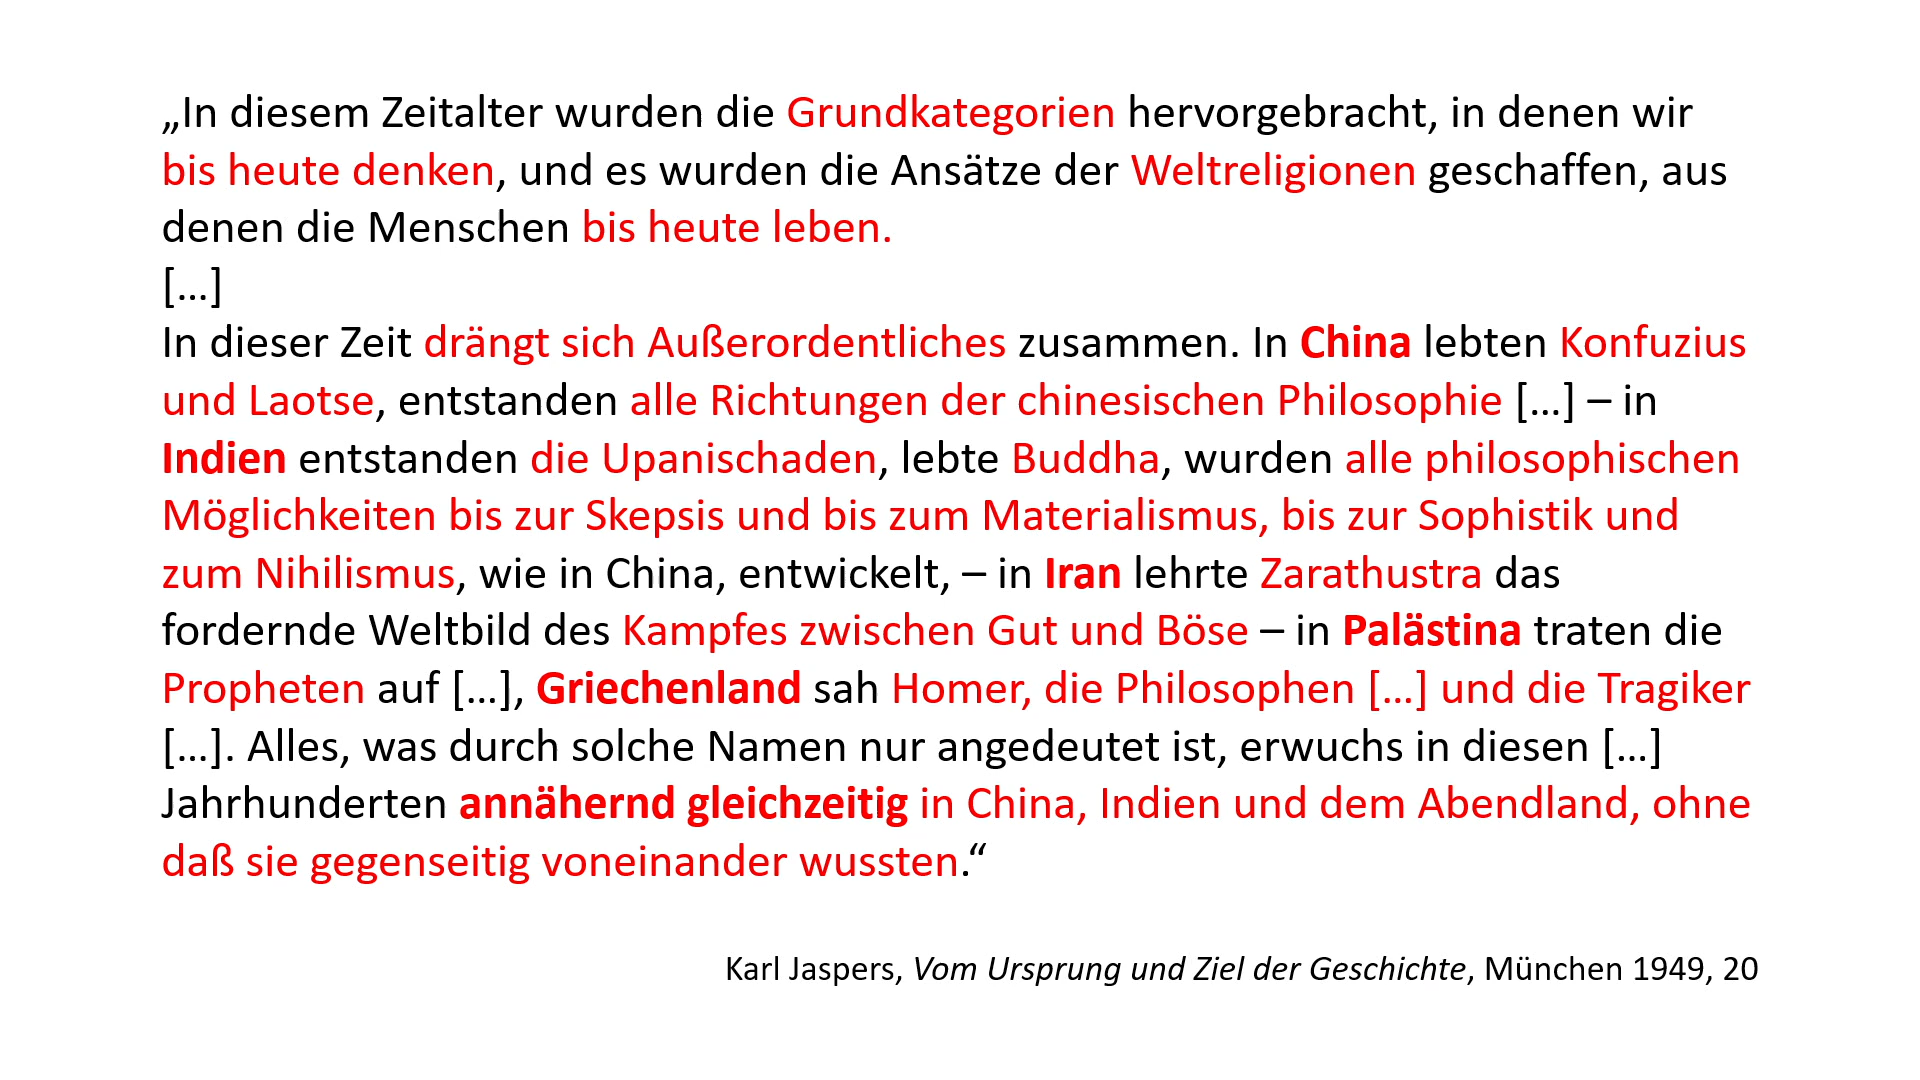 „In diesem Zeitalter wurden die Grundkategorien hervorgebracht, in denen wir
bis heute denken, und es wurden die Ansätze der Weltreligionen geschaffen, aus
denen die Menschen bis heute leben.
[…]
In dieser Zeit drängt sich Außerordentliches zusammen. In China lebten Konfuzius
und Laotse, entstanden alle Richtungen der chinesischen Philosophie […] – in
Indien entstanden die Upanischaden, lebte Buddha, wurden alle philosophischen
Möglichkeiten bis zur Skepsis und bis zum Materialismus, bis zur Sophistik und
zum Nihilismus, wie in China, entwickelt, – in Iran lehrte Zarathustra das
fordernde Weltbild des Kampfes zwischen Gut und Böse – in Palästina traten die
Propheten auf […], Griechenland sah Homer, die Philosophen […] und die Tragiker
[…]. Alles, was durch solche Namen nur angedeutet ist, erwuchs in diesen […]
Jahrhunderten annähernd gleichzeitig in China, Indien und dem Abendland, ohne
daß sie gegenseitig voneinander wussten.“
Karl Jaspers, Vom Ursprung und Ziel der Geschichte, München 1949, 20